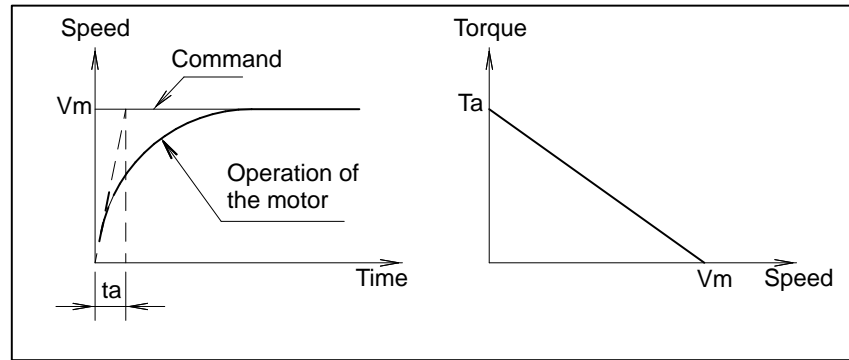 Speed
Command
Vm
Operation of
the motor
Time
ta
Torque
Ta
Vm
Speed